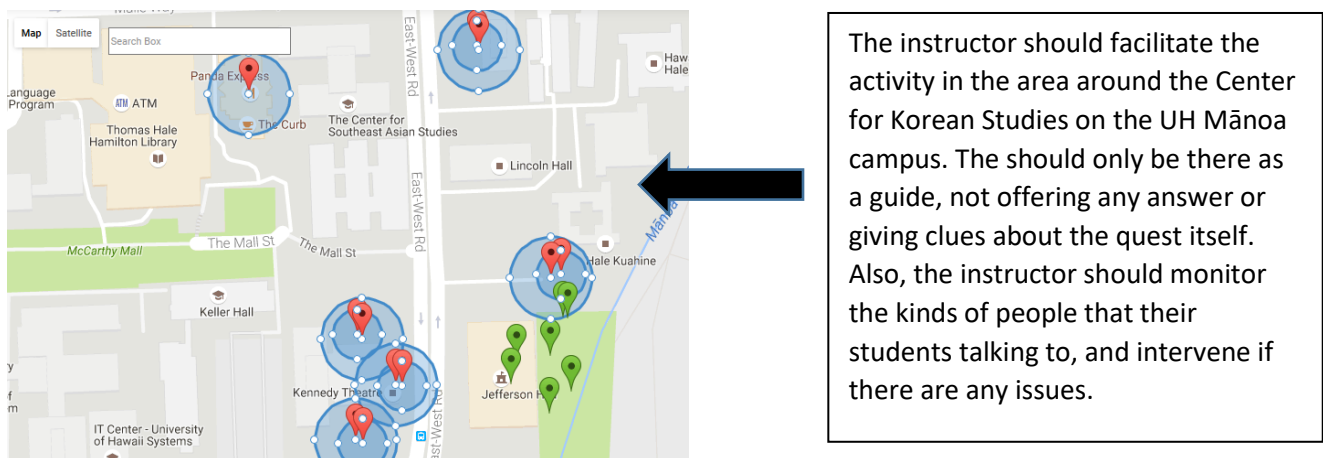 Maile Way
Map
Satellite
Search Box
East-West Rd
Panda Express
Language
Program
ATM
ATM
The Curb
The Center for
Southeast Asian Studies
Thomas Hale
Hamilton Library
Haw
Hale
Lincoln Hall
East-West Rd
Mānoa
McCarthy Mall
The Mall St
The Mall St
Hale Kuahine
Keller Hall
Kennedy Theatre
Jefferson H
IT Center - University
of Hawaii Systems
East-West Rd
The instructor should facilitate the
activity in the area around the Center
for Korean Studies on the UH Mānoa
campus. The should only be there as
a guide, not offering any answer or
giving clues about the quest itself.
Also, the instructor should monitor
the kinds of people that their
students talking to, and intervene if
there are any issues.